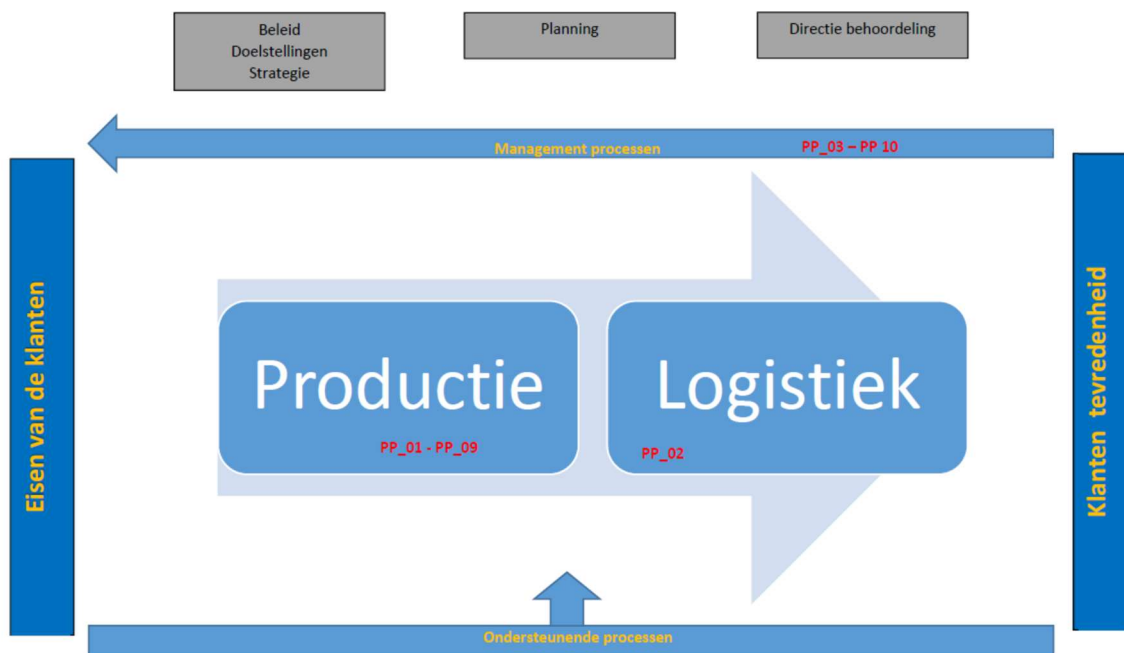 Beleid
Doelstellingen
Strategie
Planning
Directie behoordeling
Management processen
PP_03 – PP 10
Eisen van de klanten
Productie
PP_01 - PP_09
Logistiek
PP_02
Klanten tevredenheid
Ondersteunende processen